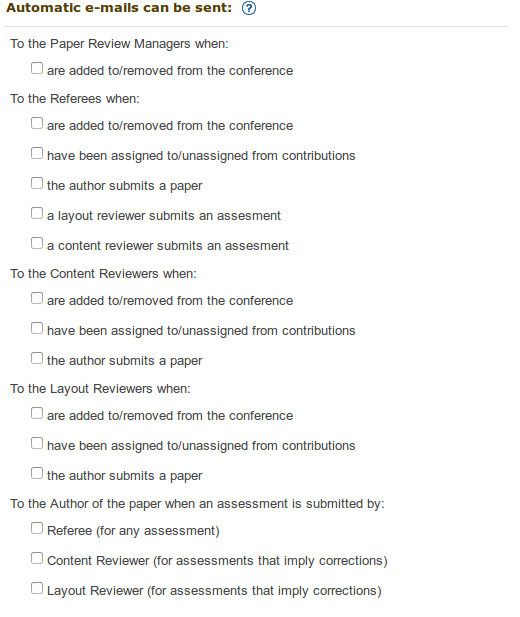 Automatic e-mails can be sent: ?
To the Paper Review Managers when:
are added to/removed from the conference
To the Referees when:
are added to/removed from the conference
have been assigned to/unassigned from contributions
the author submits a paper
a layout reviewer submits an assesment
a content reviewer submits an assesment
To the Content Reviewers when:
are added to/removed from the conference
have been assigned to/unassigned from contributions
the author submits a paper
To the Layout Reviewers when:
are added to/removed from the conference
have been assigned to/unassigned from contributions
the author submits a paper
To the Author of the paper when an assessment is submitted by:
Referee (for any assessment)
Content Reviewer (for assessments that imply corrections)
Layout Reviewer (for assessments that imply corrections)